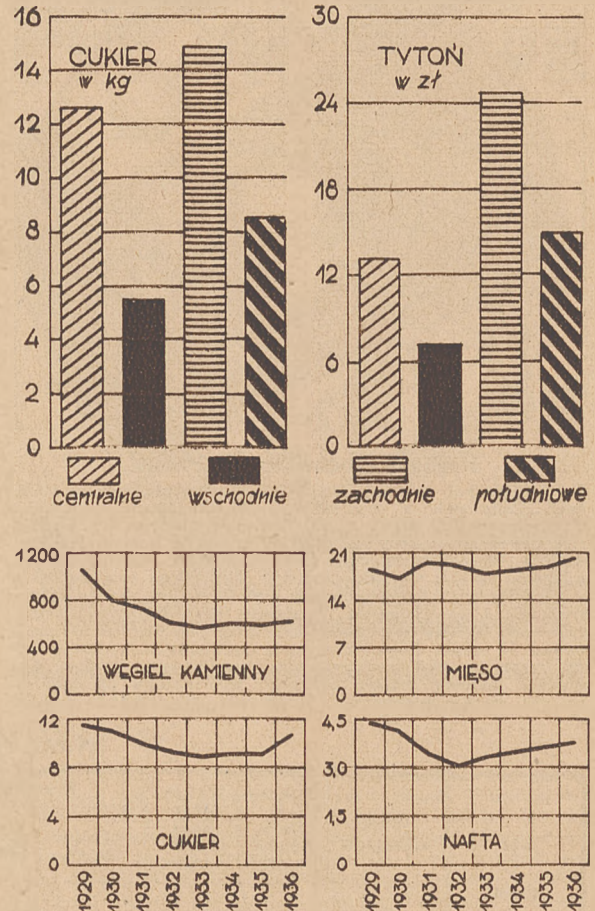 CUKIER
w kg
16
14
12
10
8
6
4
2
0
TYTOŃ
w zł
30
24
18
12
6
0
centralne wschodnie zachodnie południowe
WĘGIEL KAMIENNY
1200
800
400
0
MIĘSO
21
14
7
0
CUKIER
12
8
4
0
1929 1930 1931 1932 1933 1934 1935 1936
NAFTA
4,5
3,0
1,5
0
1929 1930 1931 1932 1933 1934 1935 1936